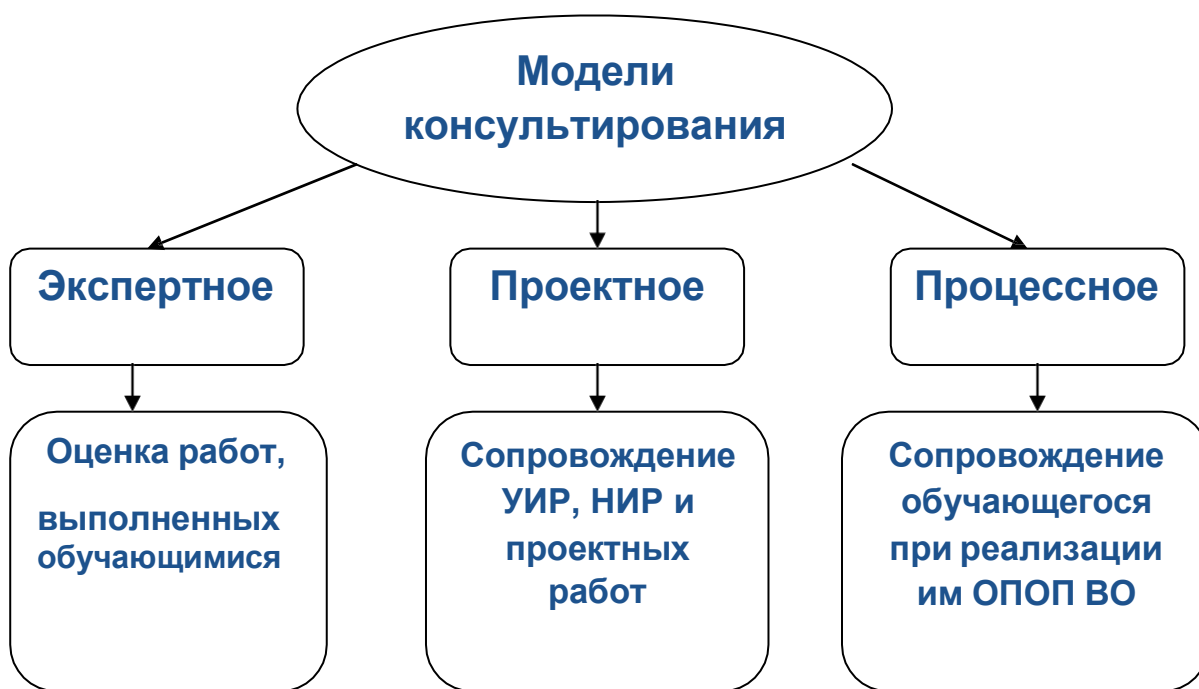 Модели
консультирования
Экспертное
Проектное
Процессное
Оценка работ,
выполненных
обучающимися
Сопровождение
УИР, НИР и
проектных
работ
Сопровождение
обучающегося
при реализации
им ОПОП ВО